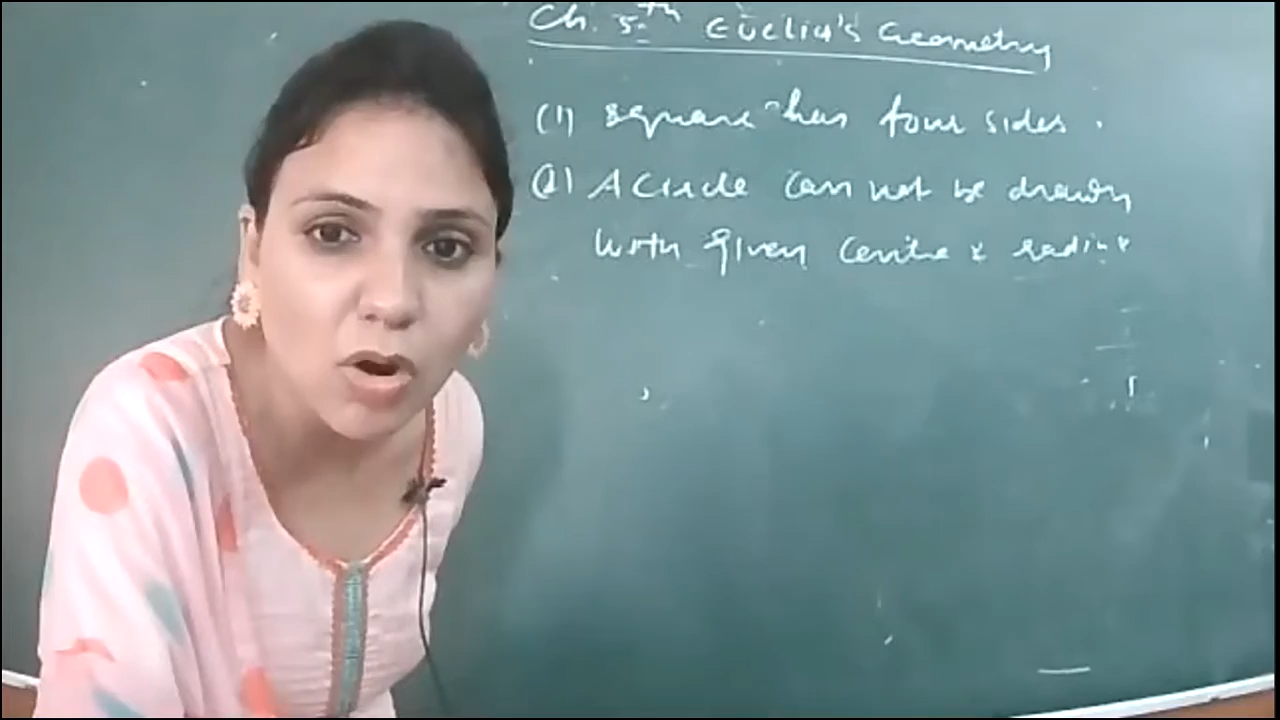 Ch. 5th Euclid's Geometry
(1) square has four sides.
(2) A Circle can not be drawn
with given centre & radius